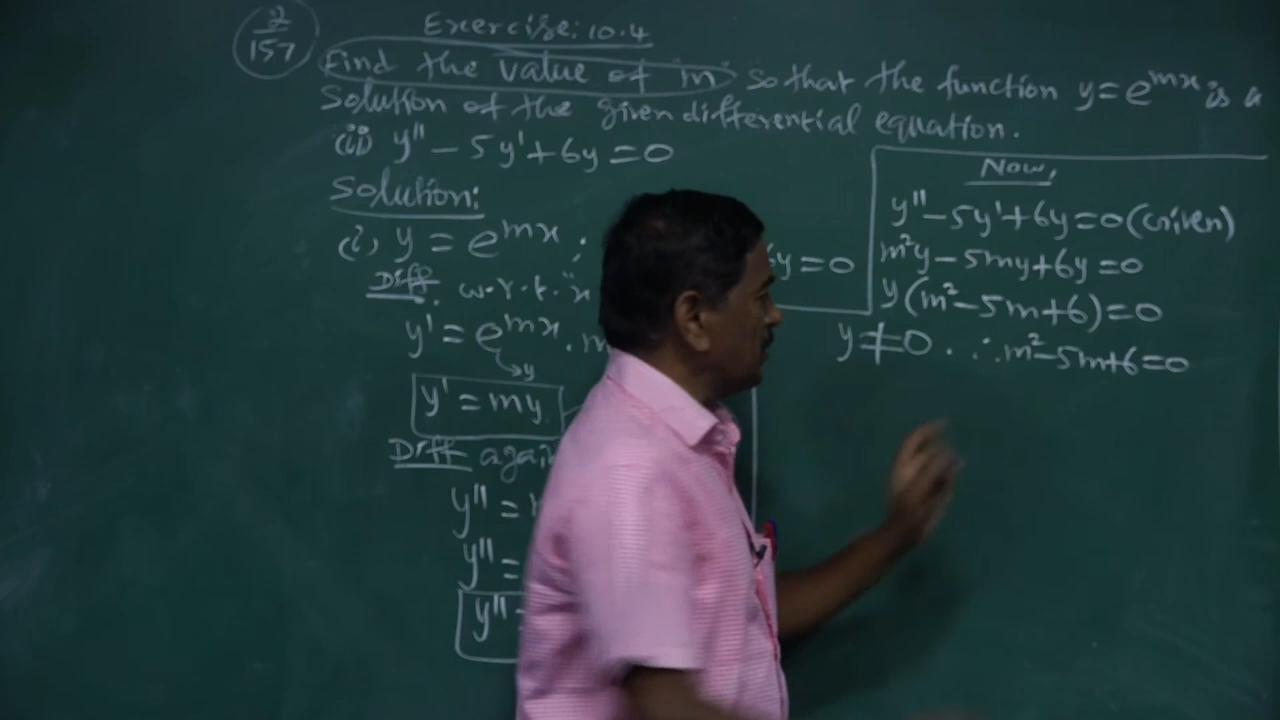 2/157
Exercise: 10.4
Find the value of "m" so that the function y = e^mx is a
Solution of the given differential equation.
(ii) y" - 5y' + 6y = 0
Solution:
(i) y = e^mx ; 6y = 0
Diff. w.r.t. x
y' = e^mx . m
y
y' = my
Diff again
y" =
y" =
y"
Now,
y" - 5y' + 6y = 0 (Given)
m²y - 5my + 6y = 0
y(m² - 5m + 6) = 0
y ≠ 0 . ∴ m² - 5m + 6 = 0